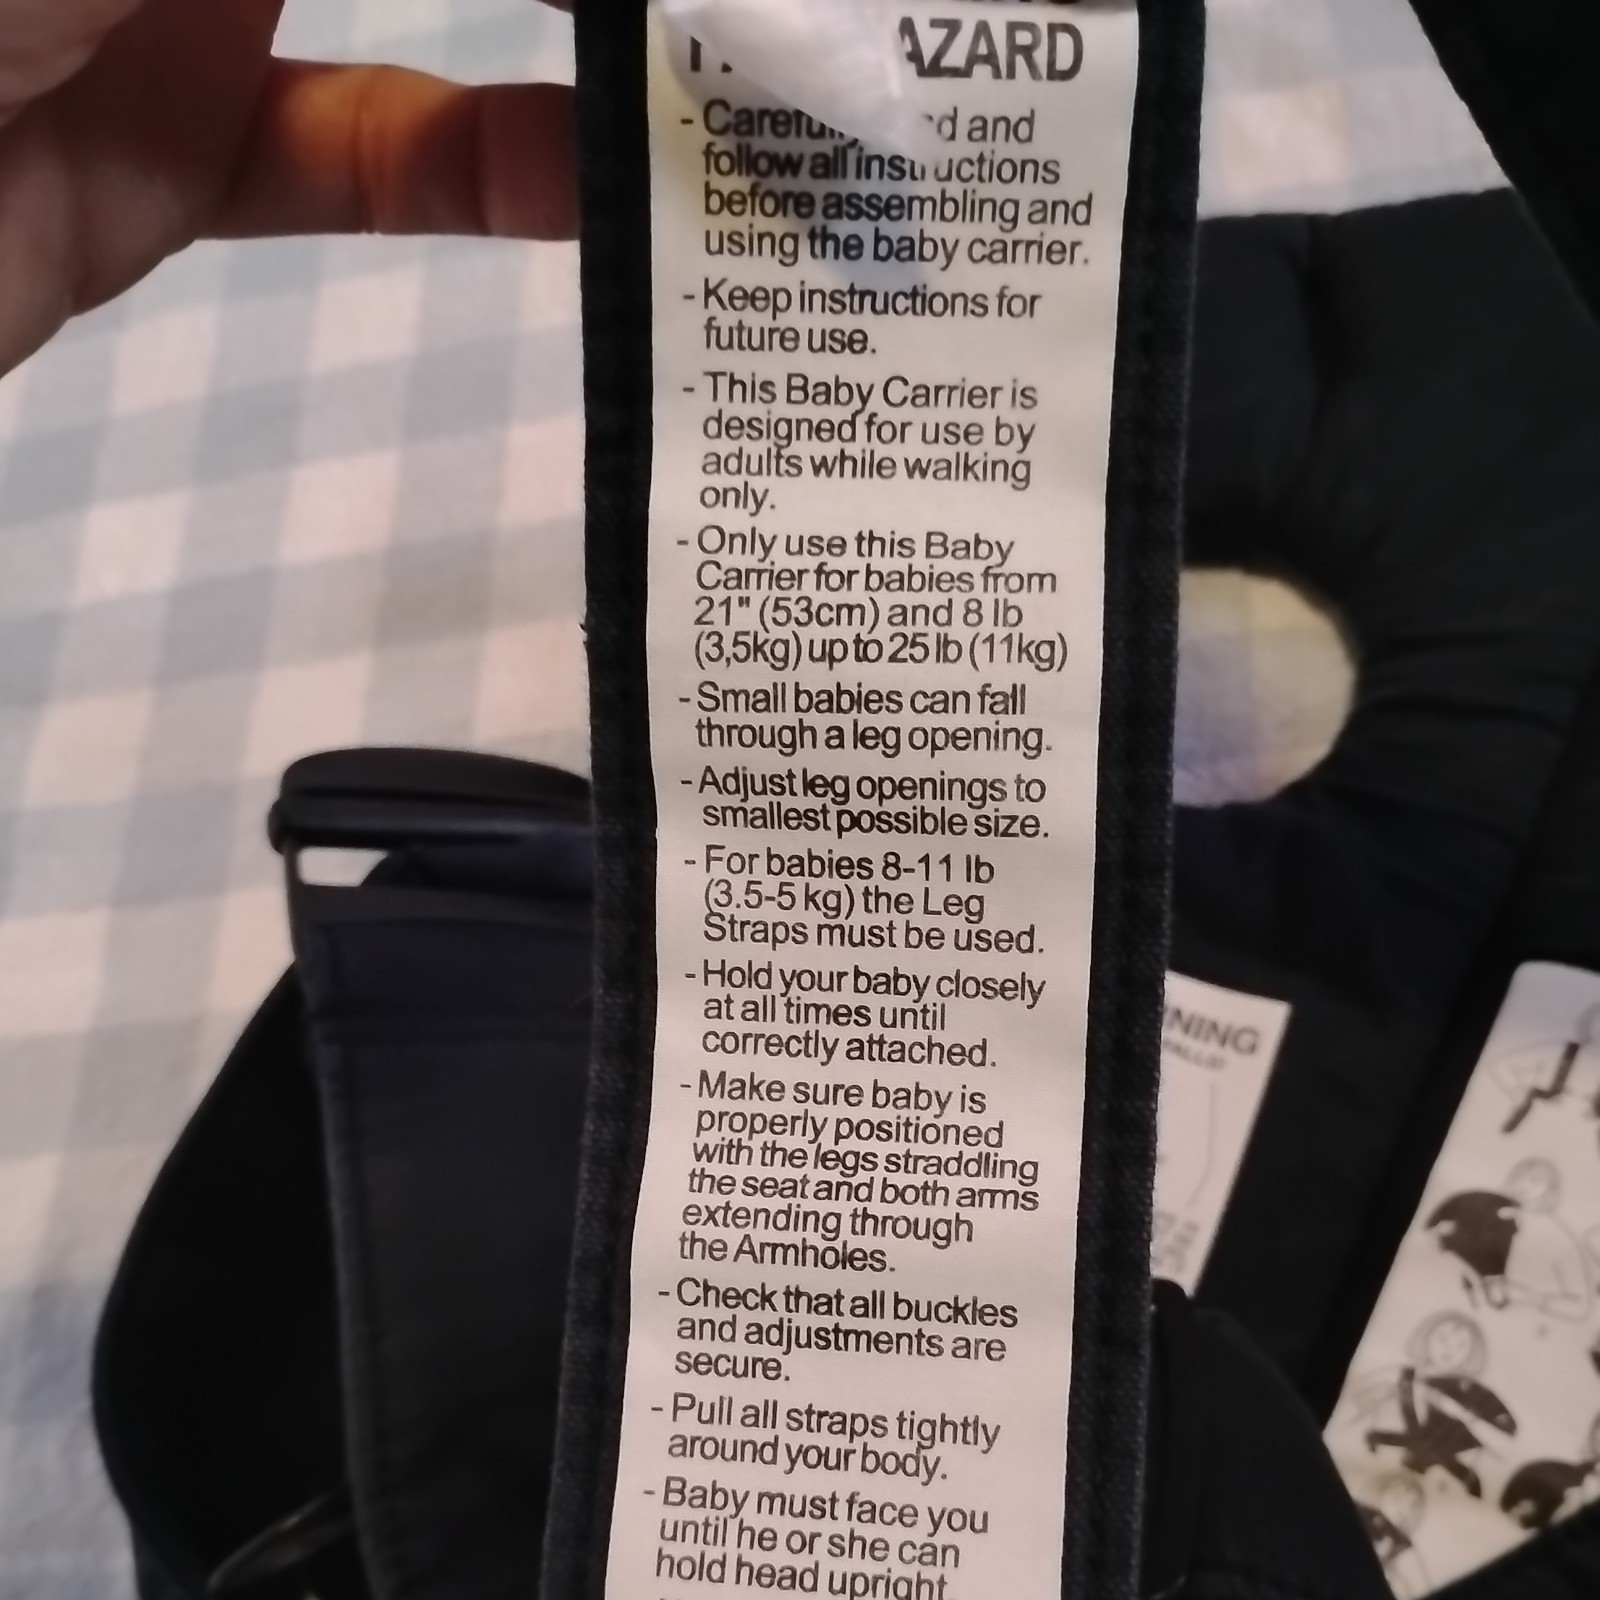 AZARD
- Carefu d and
follow all instructions
before assembling and
using the baby carrier.
- Keep instructions for
future use.
- This Baby Carrier is
designed for use by
adults while walking
only.
- Only use this Baby
Carrier for babies from
21" (53cm) and 8 lb
(3,5kg) up to 25 lb (11kg)
- Small babies can fall
through a leg opening.
- Adjust leg openings to
smallest possible size.
- For babies 8-11 lb
(3.5-5 kg) the Leg
Straps must be used.
- Hold your baby closely
at all times until
correctly attached.
- Make sure baby is
properly positioned
with the legs straddling
the seat and both arms
extending through
the Armholes.
- Check that all buckles
and adjustments are
secure.
- Pull all straps tightly
around your body.
- Baby must face you
until he or she can
hold head upright.
NING